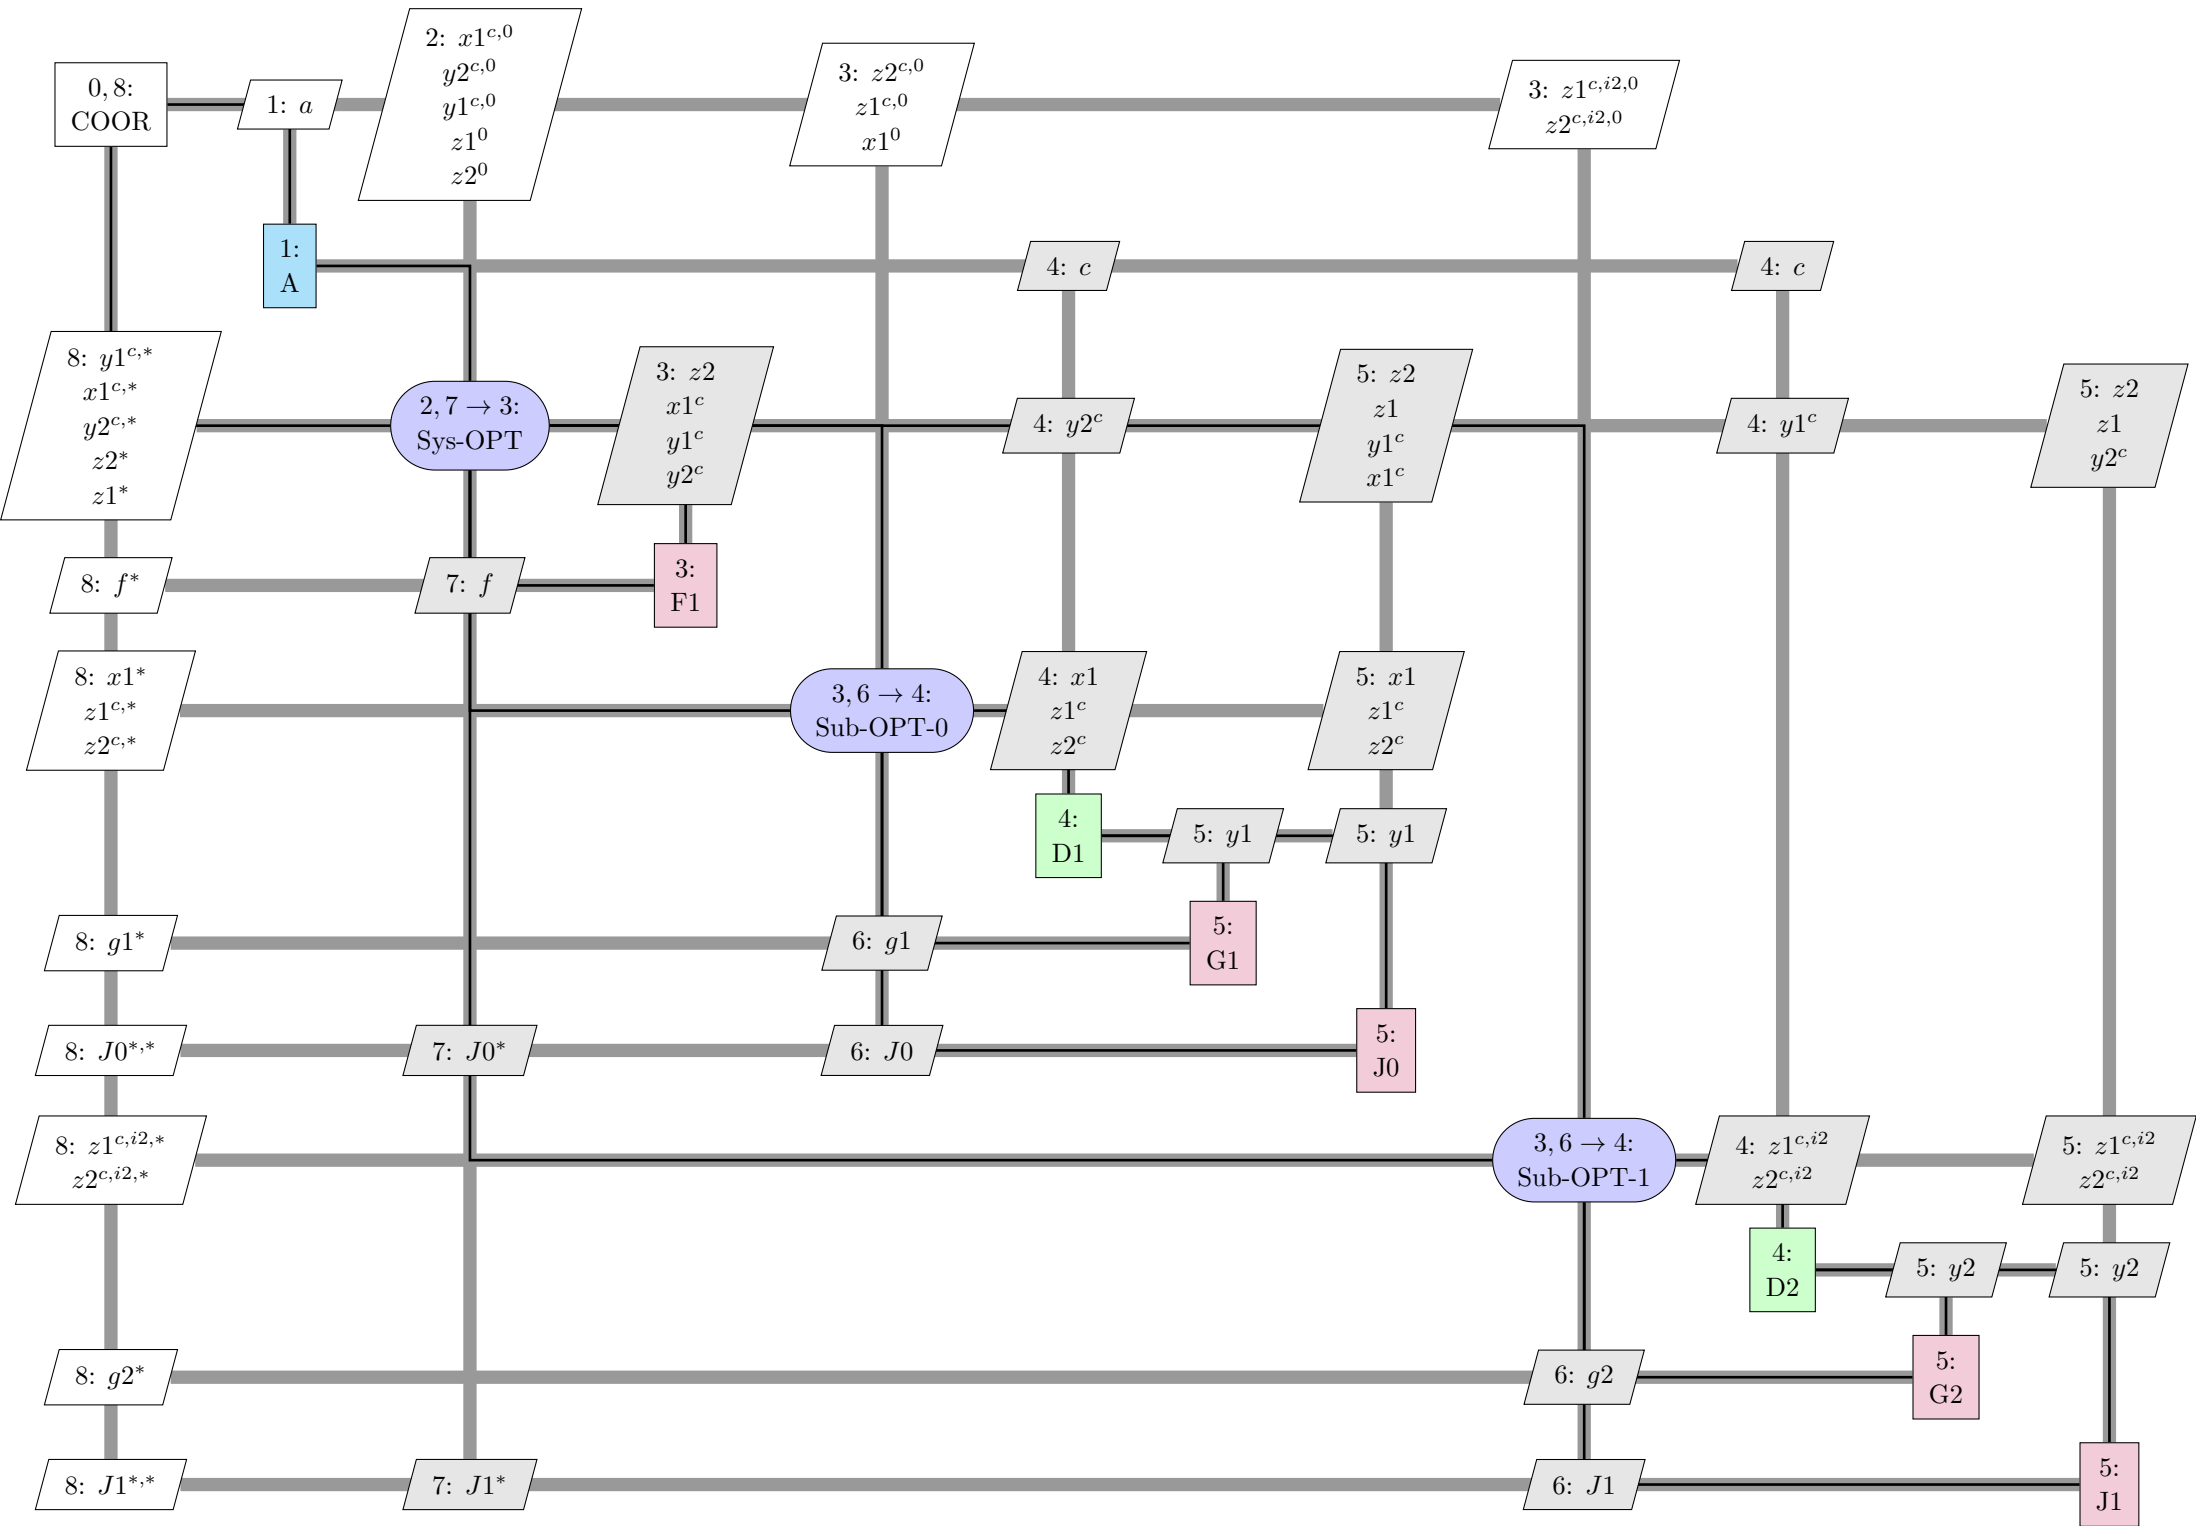 0, 8:
COOR
1: a
2: x1^{c,0}
y2^{c,0}
y1^{c,0}
z1^0
z2^0
3: z2^{c,0}
z1^{c,0}
x1^0
3: z1^{c,i2,0}
z2^{c,i2,0}
1:
A
4: c
4: c
8: y1^{c,*}
x1^{c,*}
y2^{c,*}
z2^*
z1^*
2, 7 → 3:
Sys-OPT
3: z2
x1^c
y1^c
y2^c
4: y2^c
5: z2
z1
y1^c
x1^c
4: y1^c
5: z2
z1
y2^c
8: f^*
7: f
3:
F1
8: x1^*
z1^{c,*}
z2^{c,*}
3, 6 → 4:
Sub-OPT-0
4: x1
z1^c
z2^c
5: x1
z1^c
z2^c
4:
D1
5: y1
5: y1
8: g1^*
6: g1
5:
G1
8: J0^{*,*}
7: J0^*
6: J0
5:
J0
8: z1^{c,i2,*}
z2^{c,i2,*}
3, 6 → 4:
Sub-OPT-1
4: z1^{c,i2}
z2^{c,i2}
5: z1^{c,i2}
z2^{c,i2}
4:
D2
5: y2
5: y2
8: g2^*
6: g2
5:
G2
8: J1^{*,*}
7: J1^*
6: J1
5:
J1